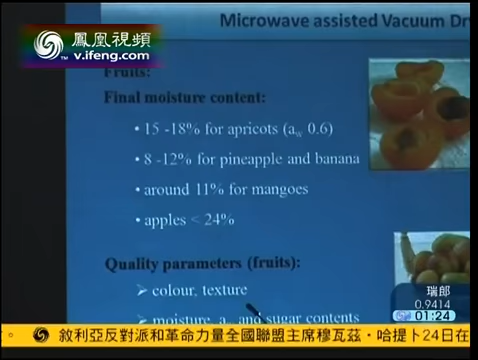 Microwave assisted Vacuum Dr
鳳凰視頻
v.ifeng.com
Fruits:
Final moisture content:
• 15 -18% for apricots (aw 0.6)
• 8 -12% for pineapple and banana
• around 11% for mangoes
• apples < 24%
Quality parameters (fruits):
➢ colour, texture
➢ moisture, aw and sugar contents
瑞郎
0.9414
01:24
敘利亞反對派和革命力量全國聯盟主席穆瓦茲·哈提卜24日在